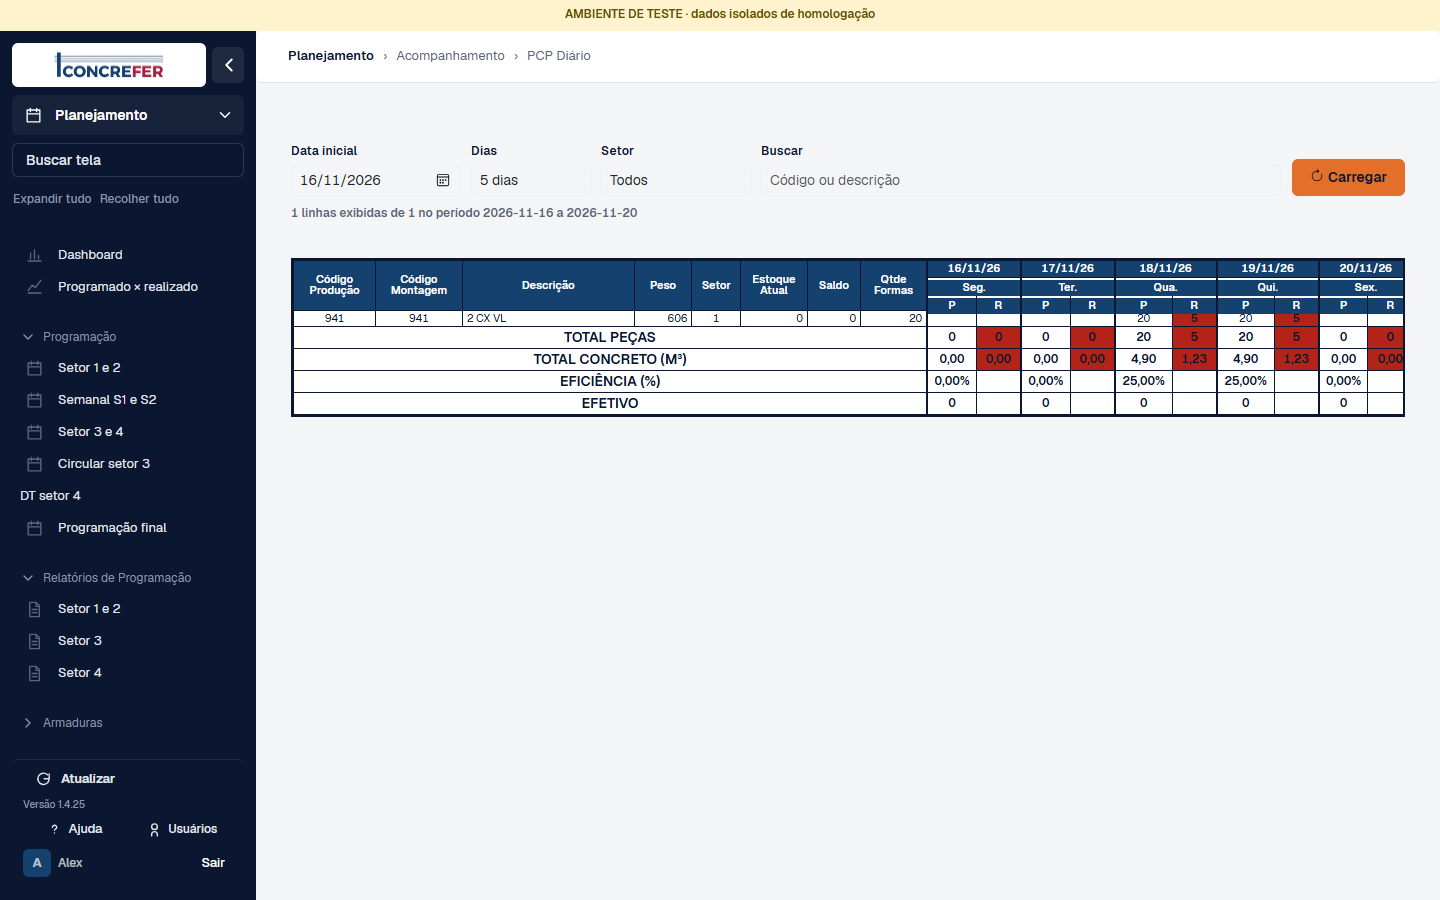 AMBIENTE DE TESTE · dados isolados de homologação
CONCREFER
Planejamento
Buscar tela
Expandir tudo Recolher tudo
Dashboard
Programado × realizado
Programação
Setor 1 e 2
Semanal S1 e S2
Setor 3 e 4
Circular setor 3
DT setor 4
Programação final
Relatórios de Programação
Setor 1 e 2
Setor 3
Setor 4
Armaduras
Atualizar
Versão 1.4.25
? Ajuda Usuários
A Alex Sair
Planejamento › Acompanhamento › PCP Diário
Data inicial Dias Setor Buscar
16/11/2026 5 dias Todos Código ou descrição Carregar
1 linhas exibidas de 1 no período 2026-11-16 a 2026-11-20
Código Produção Código Montagem Descrição Peso Setor Estoque Atual Saldo Qtde Formas 16/11/26 17/11/26 18/11/26 19/11/26 20/11/26
Seg. Ter. Qua. Qui. Sex.
P R P R P R P R P R
941 941 2 CX VL 606 1 0 0 20 20 5 20 5
TOTAL PEÇAS 0 0 0 0 20 5 20 5 0 0
TOTAL CONCRETO (M³) 0,00 0,00 0,00 0,00 4,90 1,23 4,90 1,23 0,00 0,00
EFICIÊNCIA (%) 0,00% 0,00% 25,00% 25,00% 0,00%
EFETIVO 0 0 0 0 0